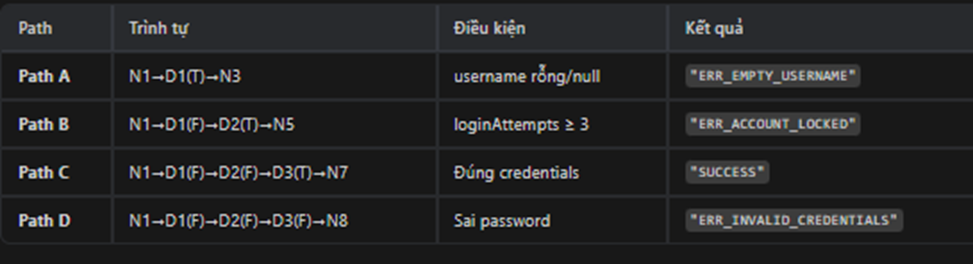 Path Trình tự Điều kiện Kết quả
Path A N1→D1(T)→N3 username rỗng/null "ERR_EMPTY_USERNAME"
Path B N1→D1(F)→D2(T)→N5 loginAttempts ≥ 3 "ERR_ACCOUNT_LOCKED"
Path C N1→D1(F)→D2(F)→D3(T)→N7 Đúng credentials "SUCCESS"
Path D N1→D1(F)→D2(F)→D3(F)→N8 Sai password "ERR_INVALID_CREDENTIALS"